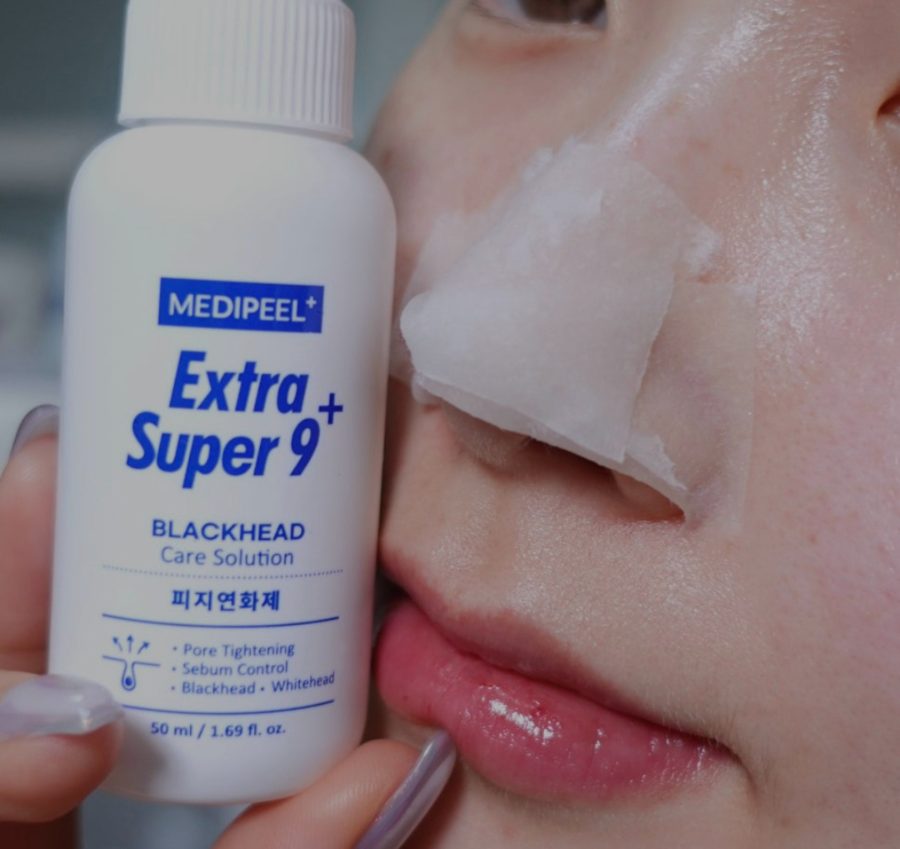 MEDIPEEL+
Extra
Super 9+
BLACKHEAD
Care Solution
피지연화제
• Pore Tightening
• Sebum Control
• Blackhead • Whitehead
50 ml / 1.69 fl. oz.